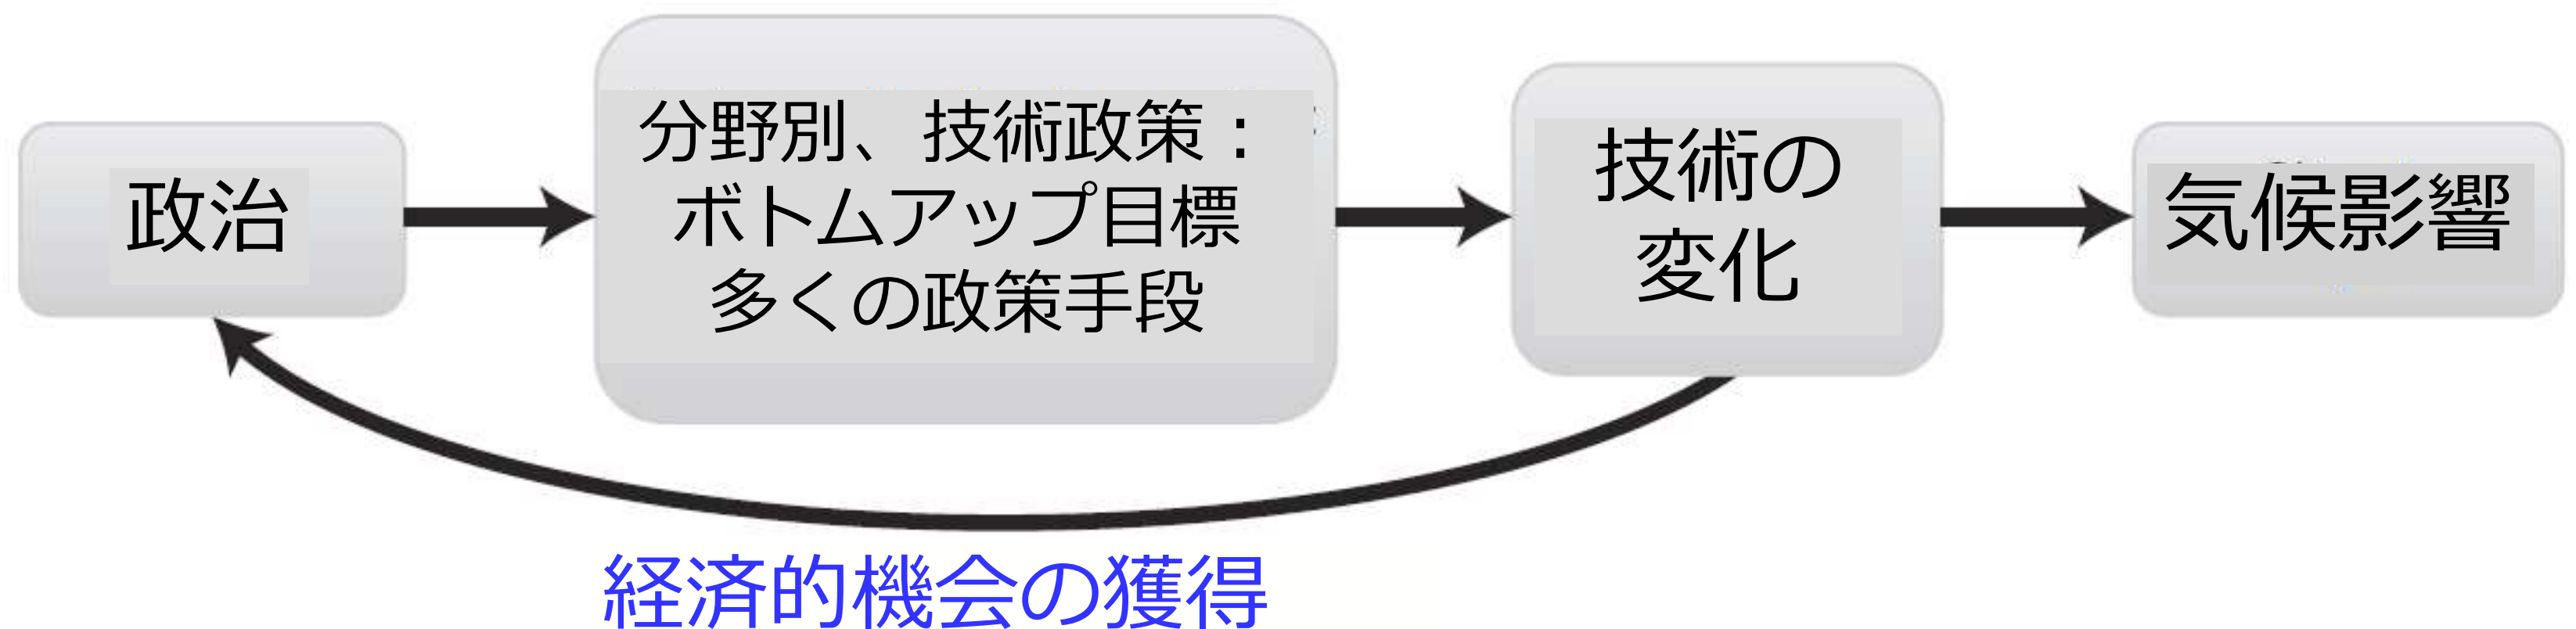 政治
分野別、技術政策：
ボトムアップ目標
多くの政策手段
技術の
変化
気候影響
経済的機会の獲得